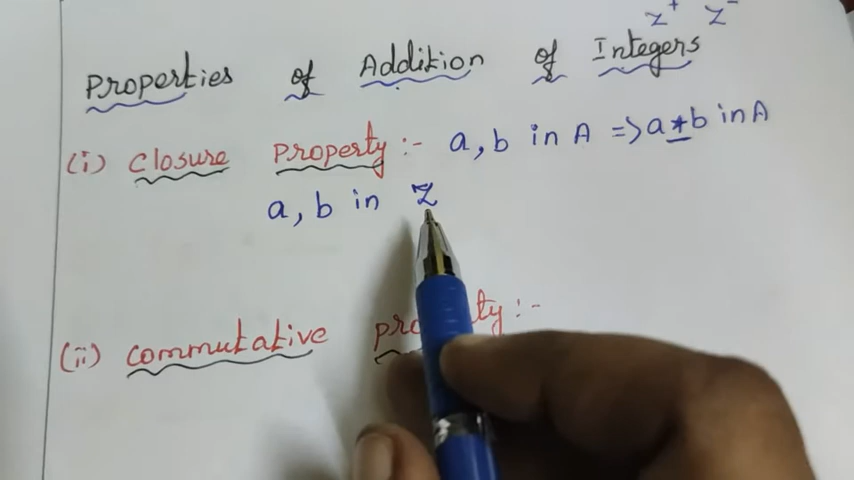 z⁺ z⁻
Properties of Addition of Integers
(i) Closure Property :- a, b in A => a * b in A
a, b in Z
(ii) Commutative :-